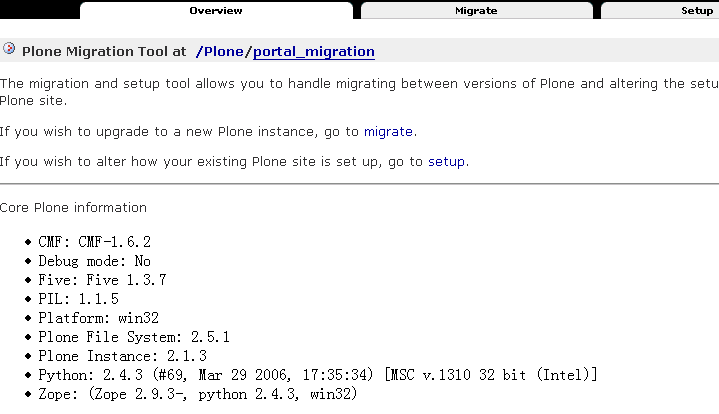 Overview Migrate Setup
Plone Migration Tool at /Plone/portal_migration
The migration and setup tool allows you to handle migrating between versions of Plone and altering the setu
Plone site.
If you wish to upgrade to a new Plone instance, go to migrate.
If you wish to alter how your existing Plone site is set up, go to setup.
Core Plone information
CMF: CMF-1.6.2
Debug mode: No
Five: Five 1.3.7
PIL: 1.1.5
Platform: win32
Plone File System: 2.5.1
Plone Instance: 2.1.3
Python: 2.4.3 (#69, Mar 29 2006, 17:35:34) [MSC v.1310 32 bit (Intel)]
Zope: (Zope 2.9.3-, python 2.4.3, win32)